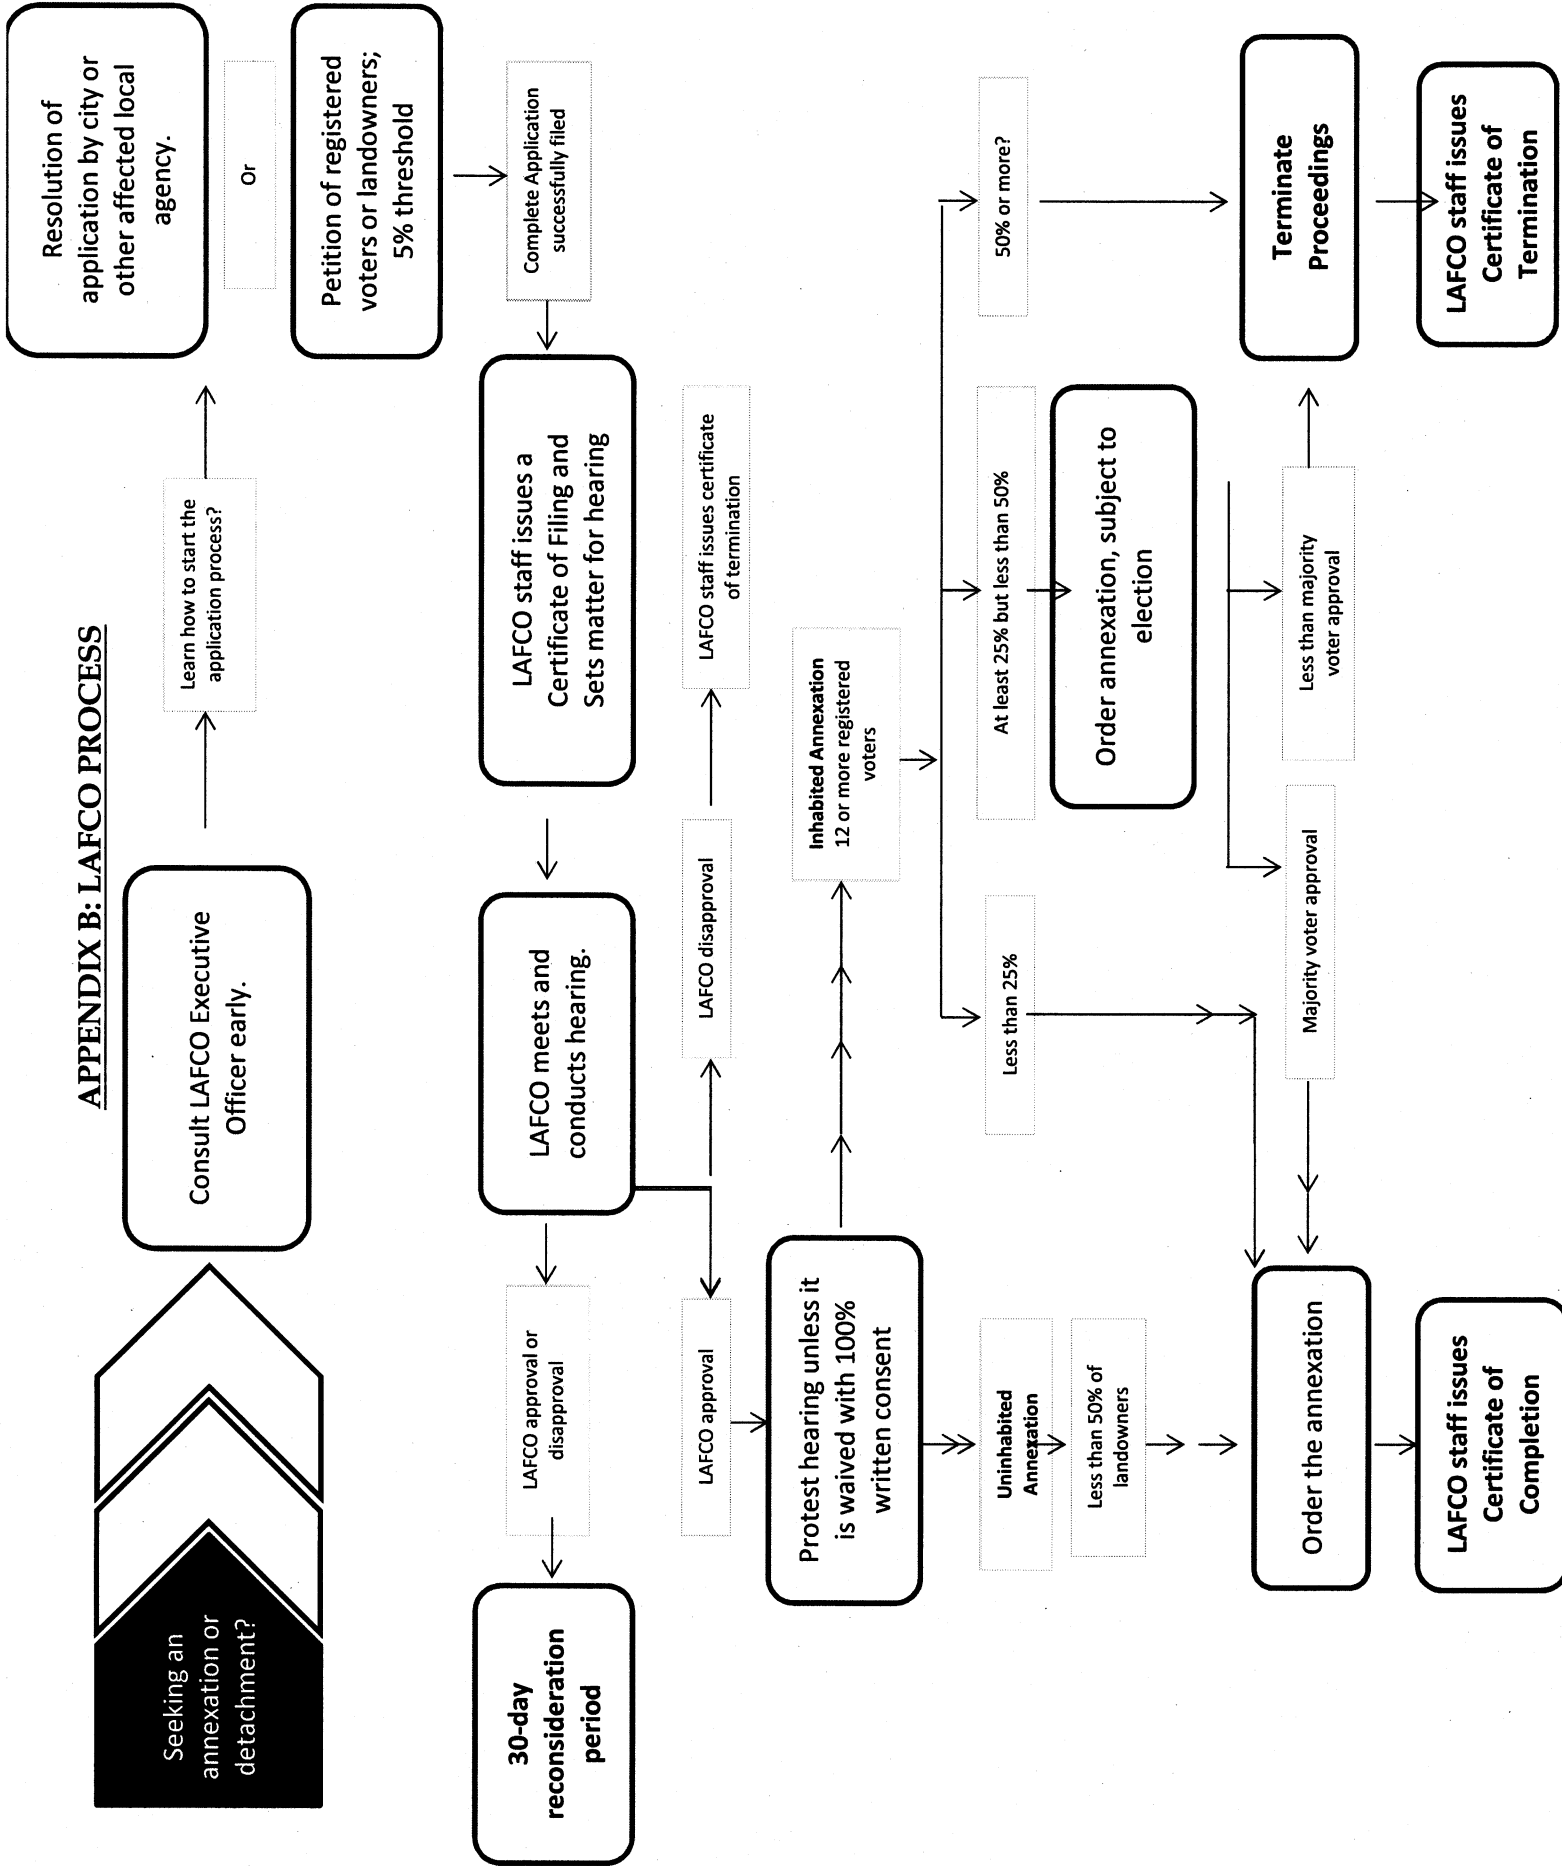 APPENDIX B: LAFCO PROCESS
Seeking an
annexation or
detachment?
Consult LAFCO Executive
Officer early.
Learn how to start the
application process?
Resolution of
application by city or
other affected local
agency.
Or
Petition of registered
voters or landowners;
5% threshold
Complete Application
successfully filed
LAFCO staff issues a
Certificate of Filing and
Sets matter for hearing
LAFCO meets and
conducts hearing.
LAFCO approval or
disapproval
30-day
reconsideration
period
LAFCO approval
LAFCO disapproval
LAFCO staff issues certificate
of termination
Protest hearing unless it
is waived with 100%
written consent
Inhabited Annexation
12 or more registered
voters
Uninhabited
Annexation
Less than 50% of
landowners
Less than 25%
At least 25% but less than 50%
50% or more?
Order annexation, subject to
election
Majority voter approval
Less than majority
voter approval
Order the annexation
Terminate
Proceedings
LAFCO staff issues
Certificate of
Completion
LAFCO staff issues
Certificate of
Termination